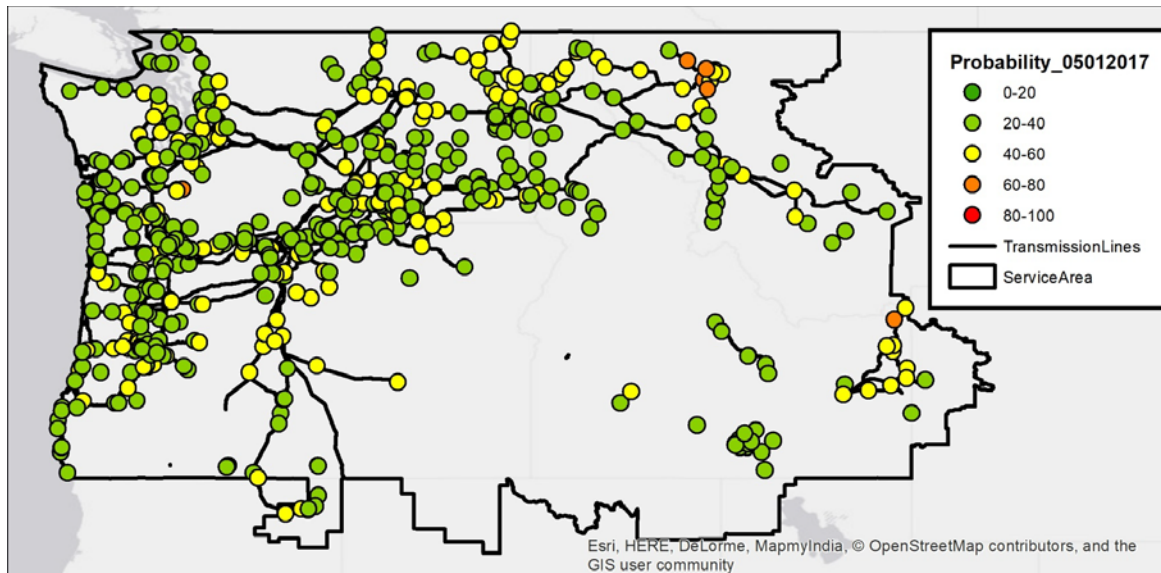 Probability_05012017
0-20
20-40
40-60
60-80
80-100
TransmissionLines
ServiceArea
Esri, HERE, DeLorme, MapmyIndia, © OpenStreetMap contributors, and the
GIS user community